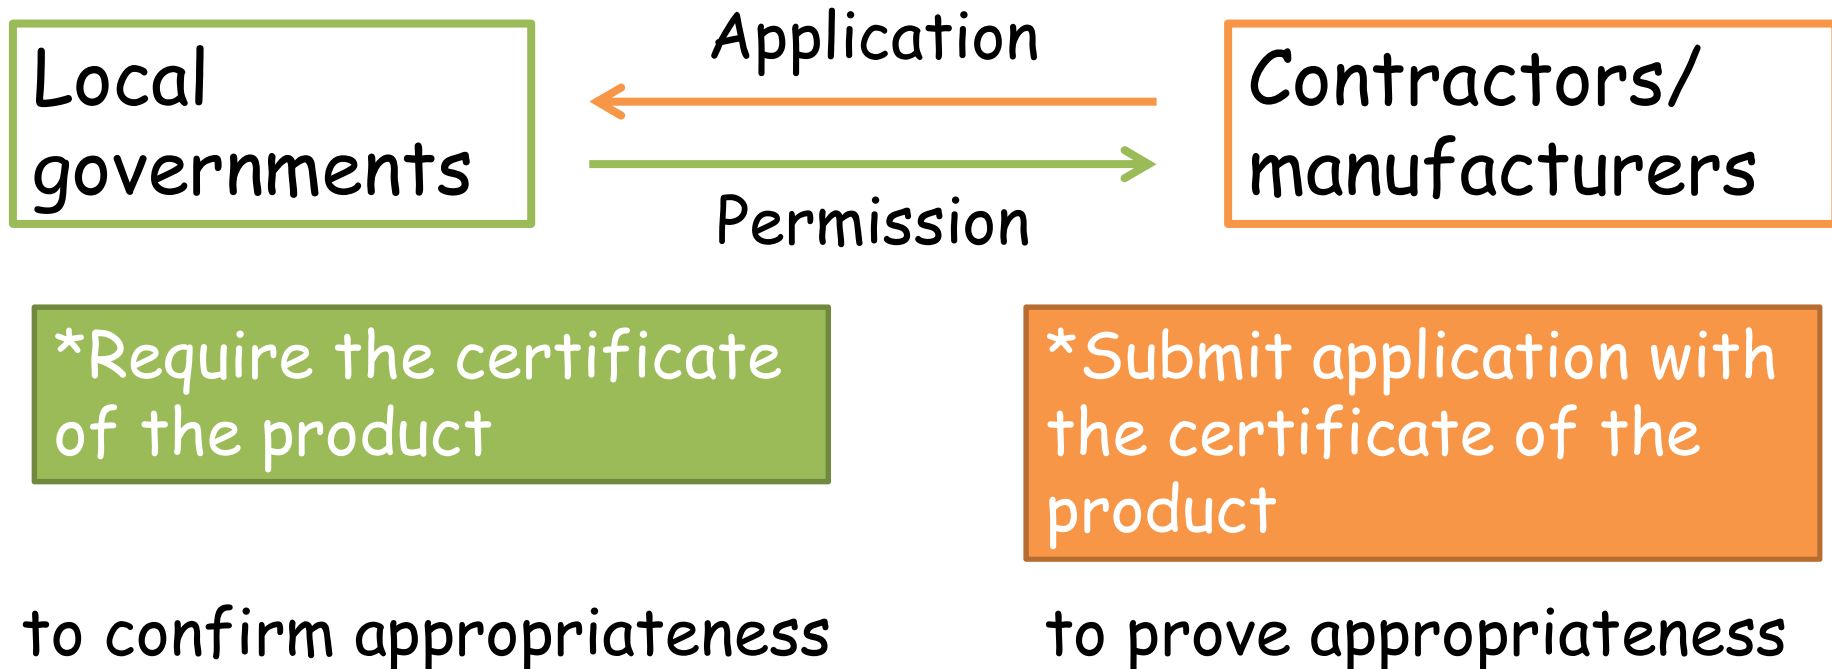 Local
governments
Application
Permission
Contractors/
manufacturers
*Require the certificate
of the product
*Submit application with
the certificate of the
product
to confirm appropriateness
to prove appropriateness